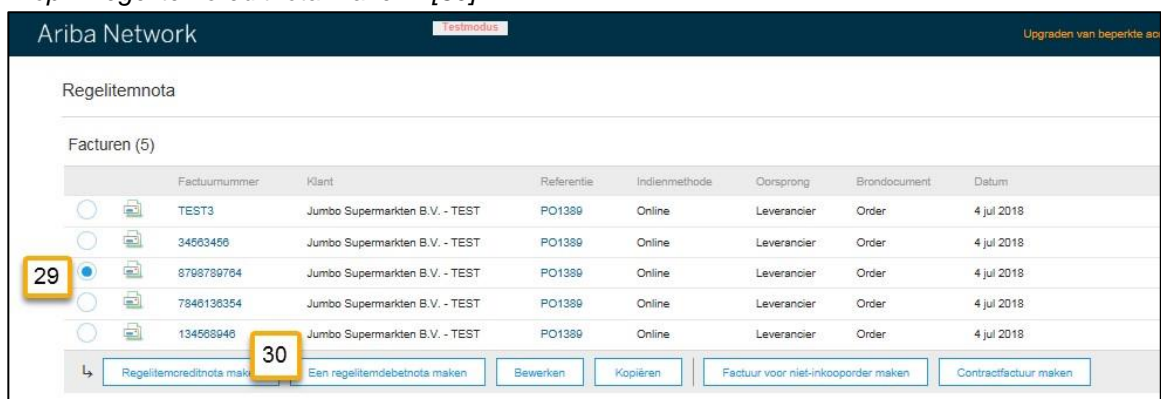 Ariba Network
Testmodus
Upgraden van beperkte
Regelitemnota
Facturen (5)
Factuurnummer Klant Referentie Indienmethode Oorsprong Brondocument Datum
TEST3 Jumbo Supermarkten B.V. - TEST PO1389 Online Leverancier Order 4 jul 2018
34563456 Jumbo Supermarkten B.V. - TEST PO1389 Online Leverancier Order 4 jul 2018
29
8798789764 Jumbo Supermarkten B.V. - TEST PO1389 Online Leverancier Order 4 jul 2018
7846136354 Jumbo Supermarkten B.V. - TEST PO1389 Online Leverancier Order 4 jul 2018
134568946 Jumbo Supermarkten B.V. - TEST PO1389 Online Leverancier Order 4 jul 2018
30
Regelitemcreditnota Een regelitemdebetnota maken Bewerken Kopiëren Factuur voor niet-inkooporder maken Contractfactuur maken